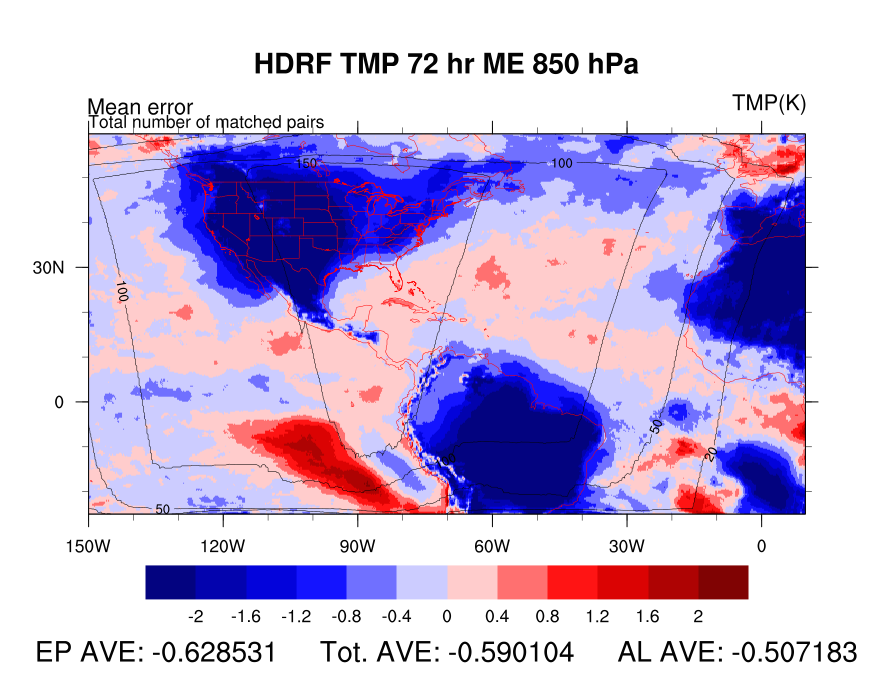 HDRF TMP 72 hr ME 850 hPa
Mean error
TMP(K)
Total number of matched pairs
150
100
30N
100
0
50
20
50
150W 120W 90W 60W 30W 0
-2 -1.6 -1.2 -0.8 -0.4 0 0.4 0.8 1.2 1.6 2
EP AVE: -0.628531 Tot. AVE: -0.590104 AL AVE: -0.507183